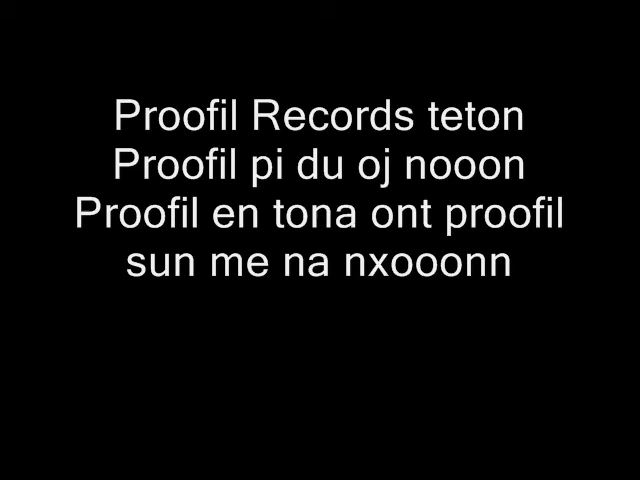 Proofil Records teton
Proofil pi du oj nooon
Proofil en tona ont proofil
sun me na nxooonn